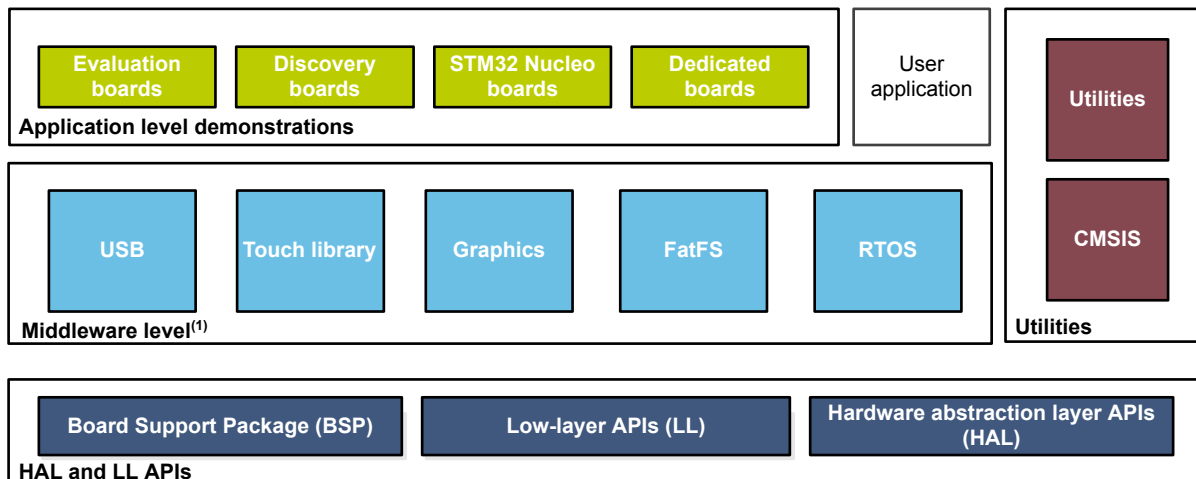 Evaluation
boards
Discovery
boards
STM32 Nucleo
boards
Dedicated
boards
Application level demonstrations
User
application
Utilities
CMSIS
Utilities
USB
Touch library
Graphics
FatFS
RTOS
Middleware level(1)
Board Support Package (BSP)
Low-layer APIs (LL)
Hardware abstraction layer APIs
(HAL)
HAL and LL APIs